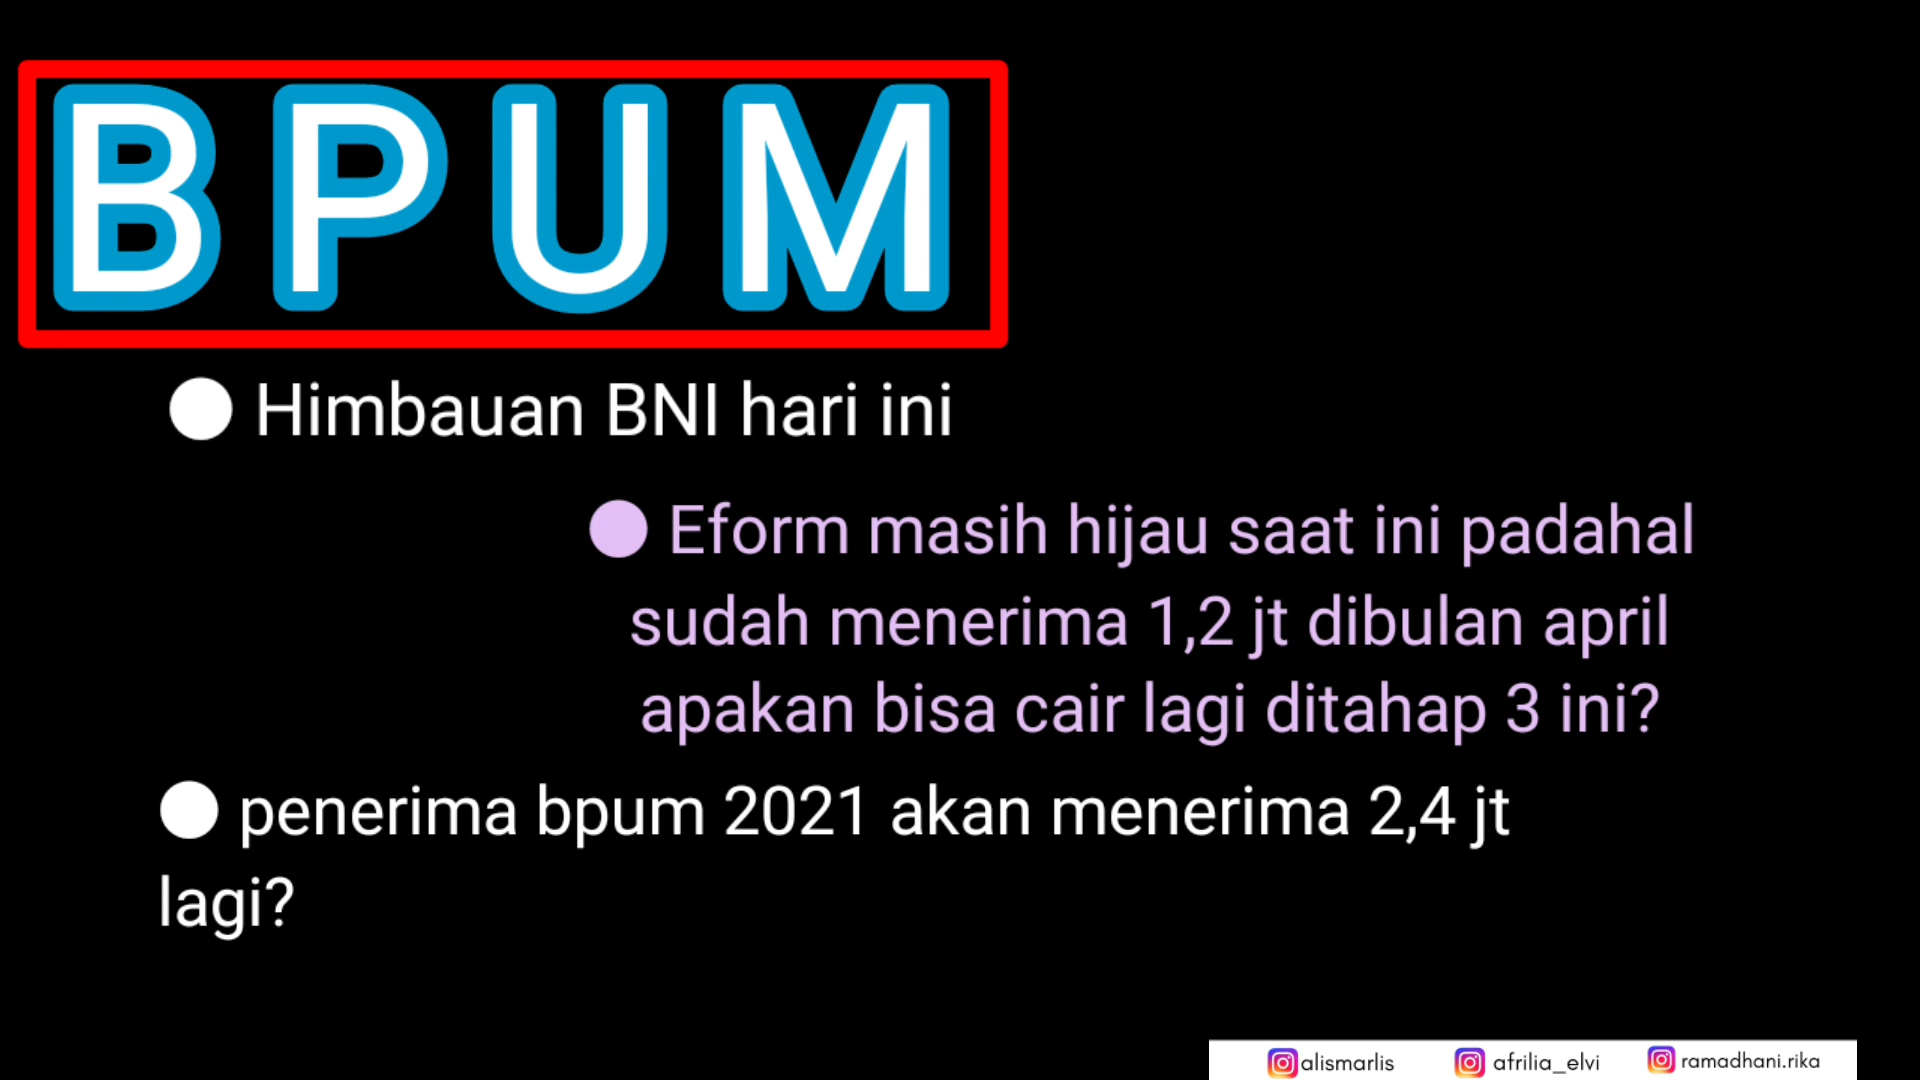 BPUM
● Himbauan BNI hari ini
● Eform masih hijau saat ini padahal
sudah menerima 1,2 jt dibulan april
apakan bisa cair lagi ditahap 3 ini?
● penerima bpum 2021 akan menerima 2,4 jt
lagi?
alismarlis afrilia_elvi ramadhani.rika